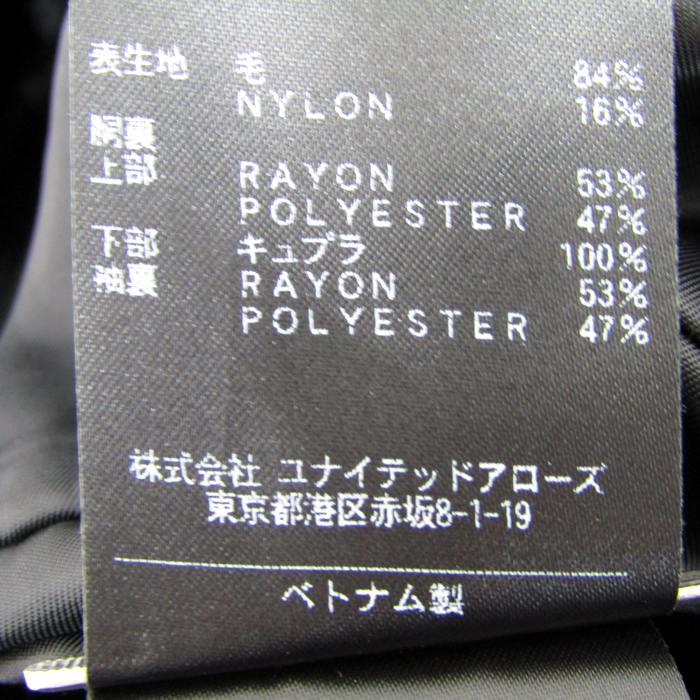 表生地 毛 84%
NYLON 16%
胴裏
上部 RAYON 53%
POLYESTER 47%
下部 キュプラ 100%
袖裏 RAYON 53%
POLYESTER 47%
株式会社 ユナイテッドアローズ
東京都港区赤坂8-1-19
ベトナム製